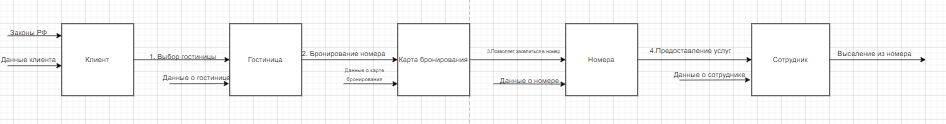 Законы РФ
Данные клиента
Клиент
1. Выбор гостиницы
Данные о гостинице
Гостиница
2. Бронирование номера
Данные о карте
бронирования
Карта бронирования
3.Позволяет заселиться в номер
Данные о номере
Номера
4.Предоставление услуг
Данные о сотруднике
Сотрудник
Выселение из номера